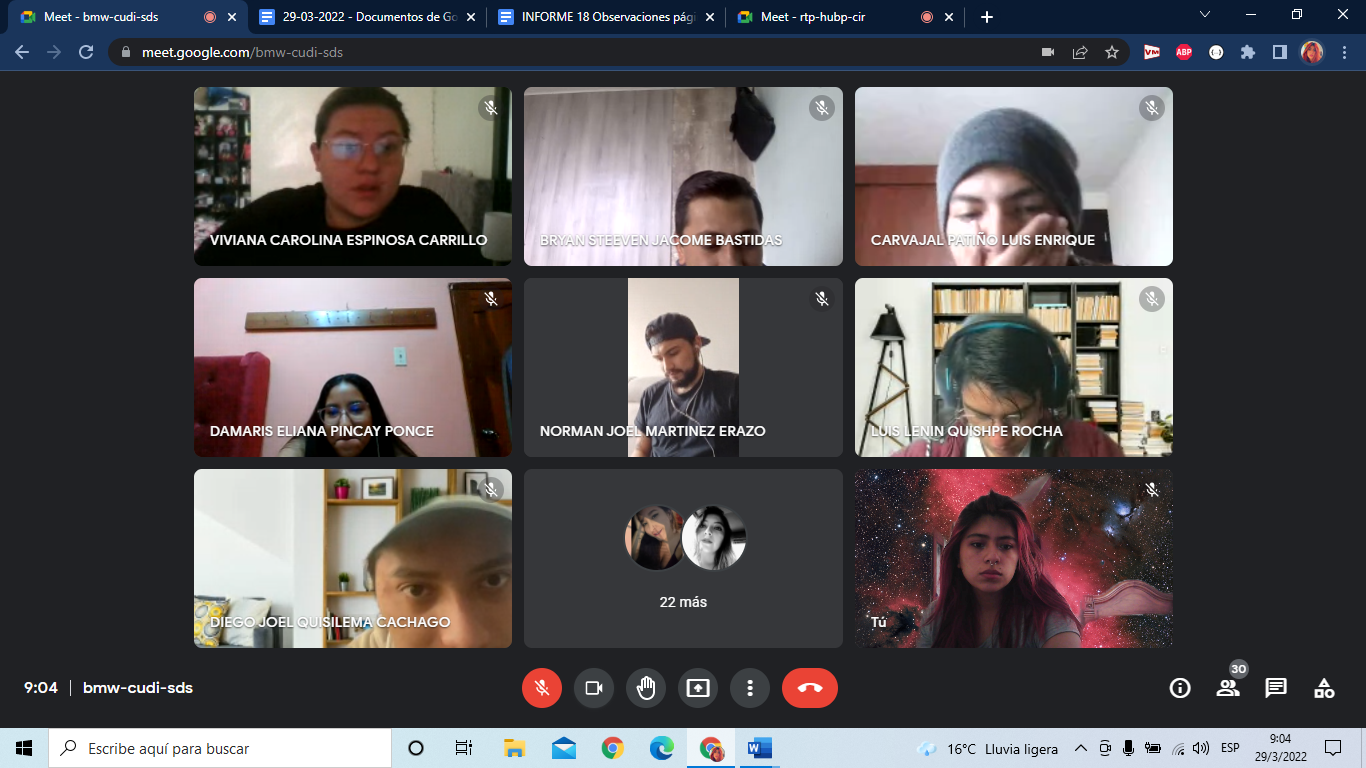 Meet - bmw-cudi-sds
29-03-2022 - Documentos de Go
INFORME 18 Observaciones pági
Meet - rtp-hubp-cir
meet.google.com/bmw-cudi-sds
ABP
VIVIANA CAROLINA ESPINOSA CARRILLO
BRYAN STEEVEN JACOME BASTIDAS
CARVAJAL PATIÑO LUIS ENRIQUE
DAMARIS ELIANA PINCAY PONCE
NORMAN JOEL MARTINEZ ERAZO
LUIS LENIN QUISHPE ROCHA
DIEGO JOEL QUISILEMA CACHAGO
22 más
Tú
9:04 | bmw-cudi-sds
30
Escribe aquí para buscar
16°C Lluvia ligera
ESP
9:04
29/3/2022